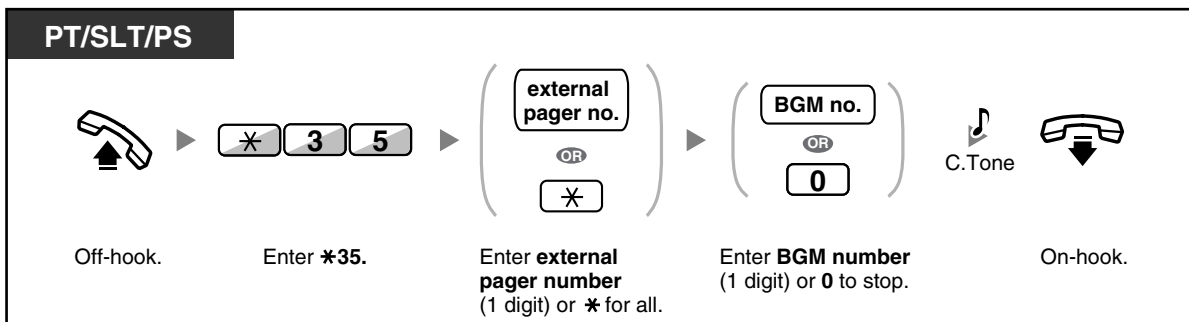 PT/SLT/PS
external
pager no.
OR
*
* 3 5
BGM no.
OR
0
C.Tone
Off-hook.
Enter *35.
Enter external
pager number
(1 digit) or * for all.
Enter BGM number
(1 digit) or 0 to stop.
On-hook.